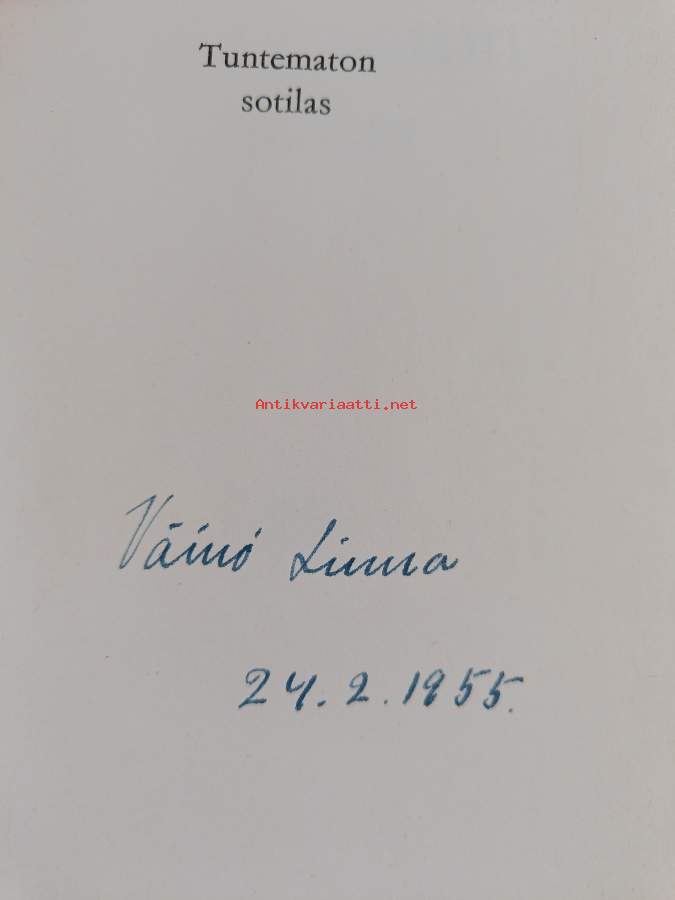 Tuntematon
sotilas
Antikvariaatti.net
Väinö Linna
24.2.1955.